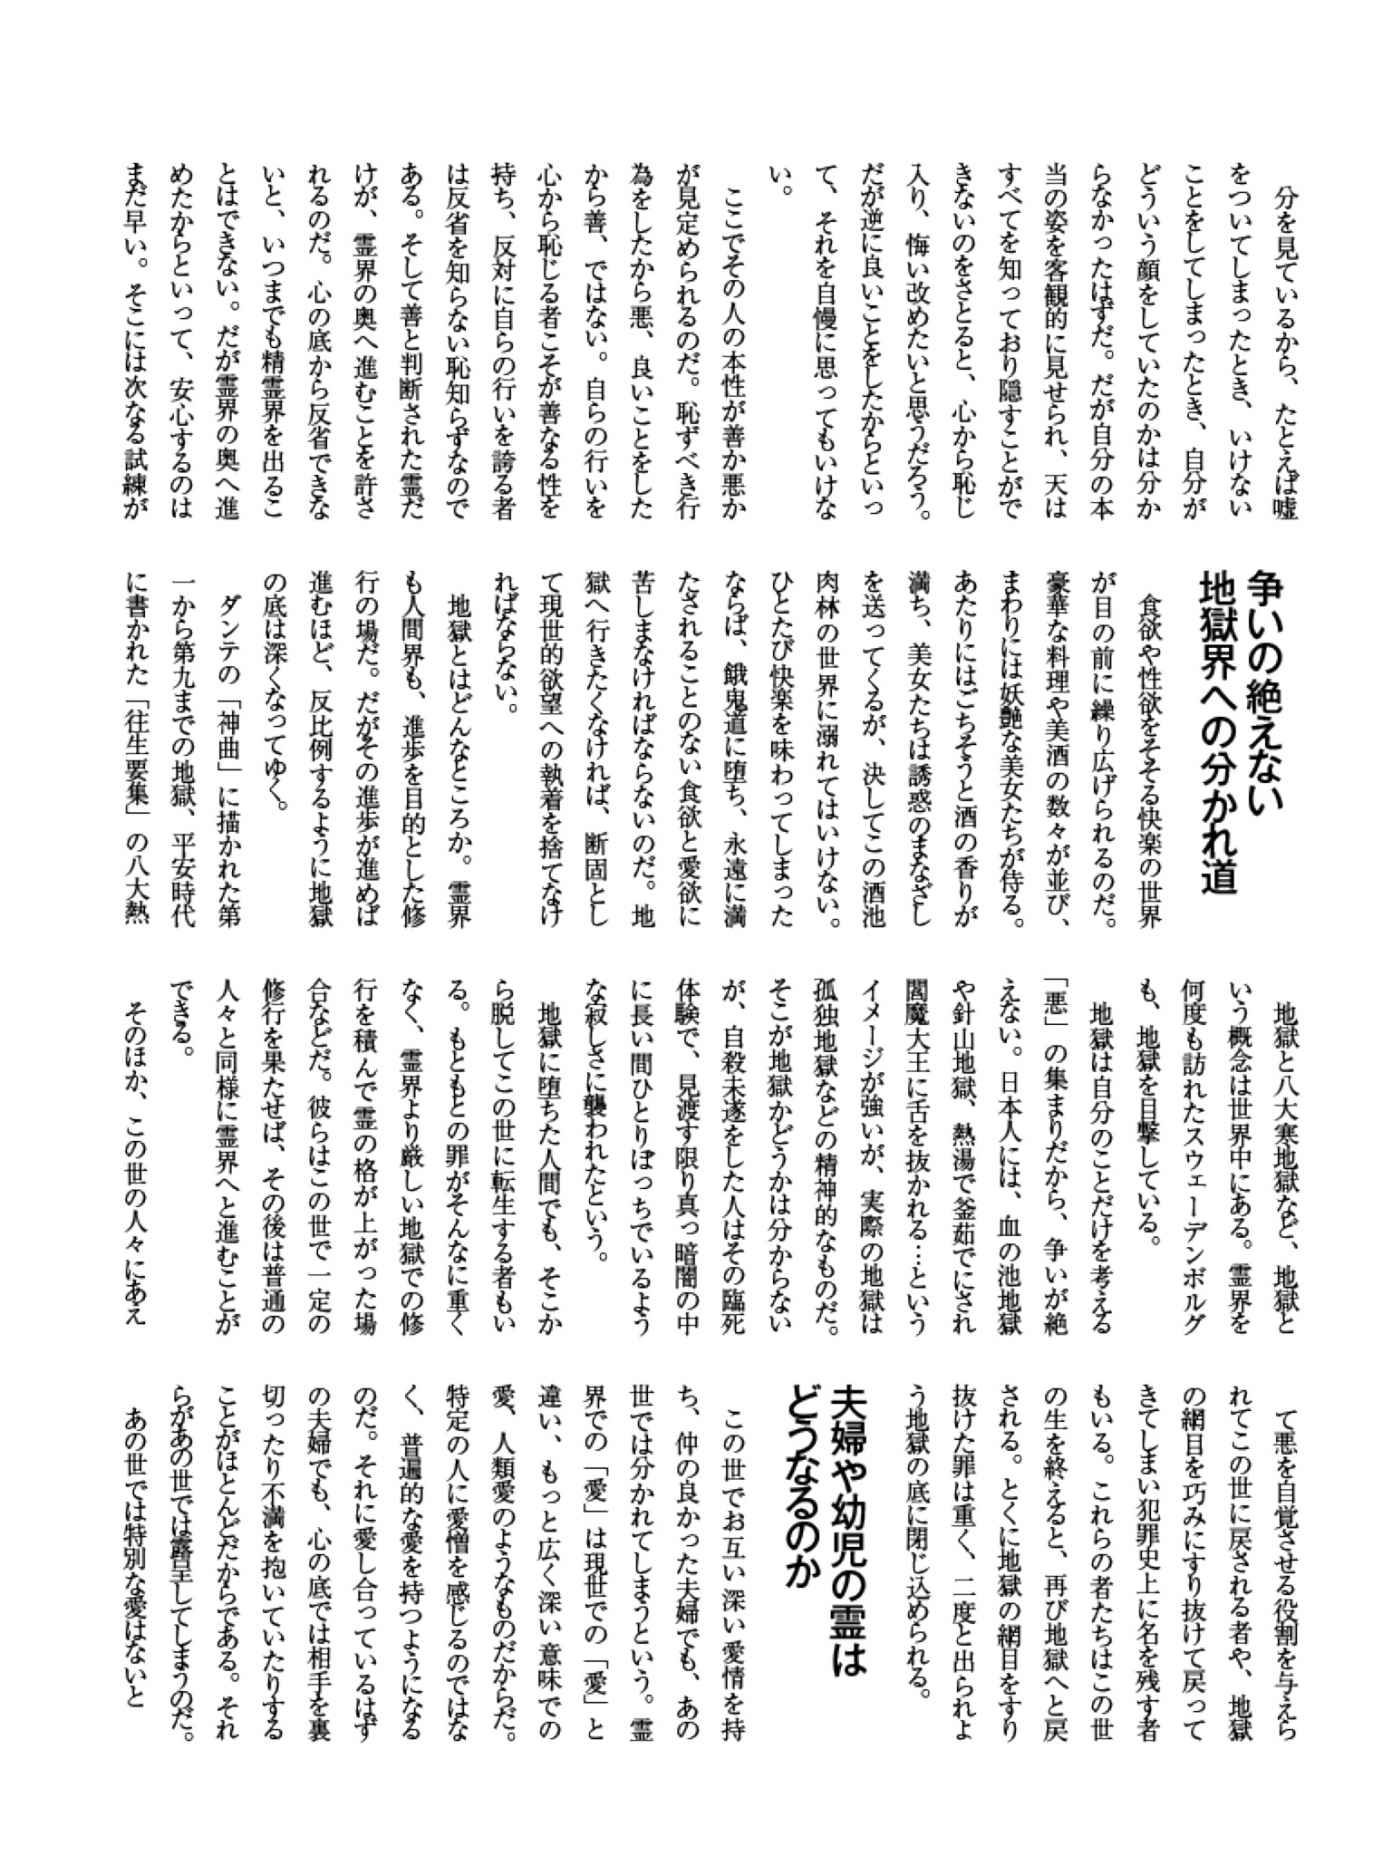 分を見ているから、たとえば嘘
をついてしまったとき、いけない
ことをしてしまったとき、自分が
どういう顔をしていたのかは分か
らなかったはずだ。だが自分の本
当の姿を客観的に見せられ、天は
すべてを知っており隠すことがで
きないのをさとると、心から恥じ
入り、悔い改めたいと思うだろう。
だが逆に良いことをしたからといっ
て、それを自慢に思ってもいけな
い。
ここでその人の本性が善か悪か
が見定められるのだ。恥ずべき行
為をしたから悪、良いことをした
から善、ではない。自らの行いを
心から恥じる者こそが善なる性を
持ち、反対に自らの行いを誇る者
は反省を知らない恥知らずなので
ある。そして善と判断された霊だ
けが、霊界の奥へ進むことを許さ
れるのだ。心の底から反省できな
いと、いつまでも精霊界を出るこ
とはできない。だが霊界の奥へ進
めたからといって、安心するのは
まだ早い。そこには次なる試練が
争いの絶えない
地獄界への分かれ道
食欲や性欲をそそる快楽の世界
が目の前に繰り広げられるのだ。
豪華な料理や美酒の数々が並び、
まわりには妖艶な美女たちが侍る。
あたりにはごちそうと酒の香りが
満ち、美女たちは誘惑のまなざし
を送ってくるが、決してこの酒池
肉林の世界に溺れてはいけない。
ひとたび快楽を味わってしまった
ならば、餓鬼道に堕ち、永遠に満
たされることのない食欲と愛欲に
苦しまなければならないのだ。地
獄へ行きたくなければ、断固とし
て現世的欲望への執着を捨てなけ
ればならない。
地獄とはどんなところか。霊界
も人間界も、進歩を目的とした修
行の場だ。だがその進歩が進めば
進むほど、反比例するように地獄
の底は深くなってゆく。
ダンテの「神曲」に描かれた第
一から第九までの地獄、平安時代
に書かれた「往生要集」の八大熱
地獄と八大寒地獄など、地獄と
いう概念は世界中にある。霊界を
何度も訪れたスウェーデンボルグ
も、地獄を目撃している。
地獄は自分のことだけを考える
「悪」の集まりだから、争いが絶
えない。日本人には、血の池地獄
や針山地獄、熱湯で釜茹でにされ
閻魔大王に舌を抜かれる…という
イメージが強いが、実際の地獄は
孤独地獄などの精神的なものだ。
そこが地獄かどうかは分からない
が、自殺未遂をした人はその臨死
体験で、見渡す限り真っ暗闇の中
に長い間ひとりぼっちでいるよう
な寂しさに襲われたという。
地獄に堕ちた人間でも、そこか
ら脱してこの世に転生する者もい
る。もともとの罪がそんなに重く
なく、霊界より厳しい地獄での修
行を積んで霊の格が上がった場
合などだ。彼らはこの世で一定の
修行を果たせば、その後は普通の
人々と同様に霊界へと進むことが
できる。
そのほか、この世の人々にあえ
て悪を自覚させる役割を与えら
れてこの世に戻される者や、地獄
の網目を巧みにすり抜けて戻って
きてしまい犯罪史上に名を残す者
もいる。これらの者たちはこの世
の生を終えると、再び地獄へと戻
される。とくに地獄の網目をすり
抜けた罪は重く、二度と出られよ
う地獄の底に閉じ込められる。
夫婦や幼児の霊は
どうなるのか
この世でお互い深い愛情を持
ち、仲の良かった夫婦でも、あの
世では分かれてしまうという。霊
界での「愛」は現世での「愛」と
違い、もっと広く深い意味での
愛、人類愛のようなものだからだ。
特定の人に愛憎を感じるのではな
く、普遍的な愛を持つようになる
のだ。それに愛し合っているはず
の夫婦でも、心の底では相手を裏
切ったり不満を抱いていたりする
ことがほとんどだからである。それ
らがあの世では露呈してしまうのだ。
あの世では特別な愛はないと